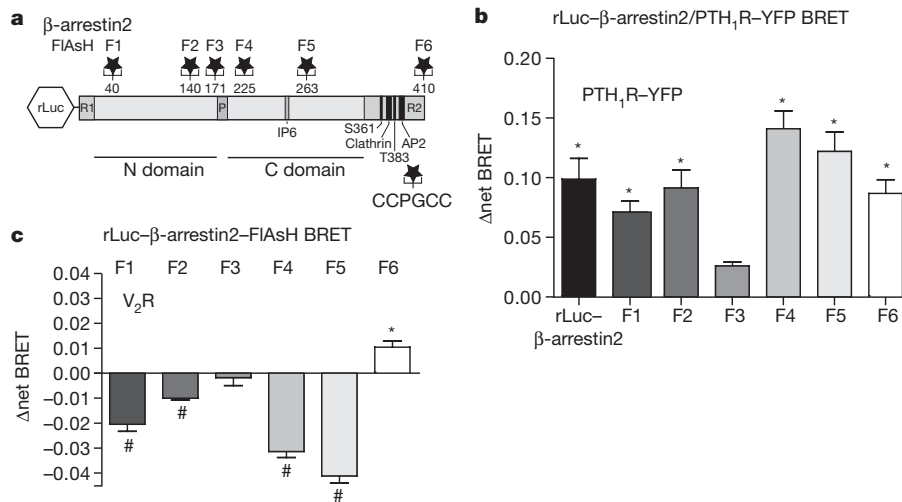 a
β-arrestin2
FlAsH F1 F2 F3 F4 F5 F6
40 140 171 225 263 410
rLuc R1 P R2
IP6 S361 AP2
Clathrin
T383
N domain C domain
CCPGCC
b
rLuc–β-arrestin2/PTH1R–YFP BRET
PTH1R–YFP
Δnet BRET
0.20
0.15
0.10
0.05
0.00
* * * * * *
rLuc– F1 F2 F3 F4 F5 F6
β-arrestin2
c
rLuc–β-arrestin2–FlAsH BRET
F1 F2 F3 F4 F5 F6
V2R
Δnet BRET
0.04
0.03
0.02
0.01
0.00
–0.01
–0.02
–0.03
–0.04
*
# # # #